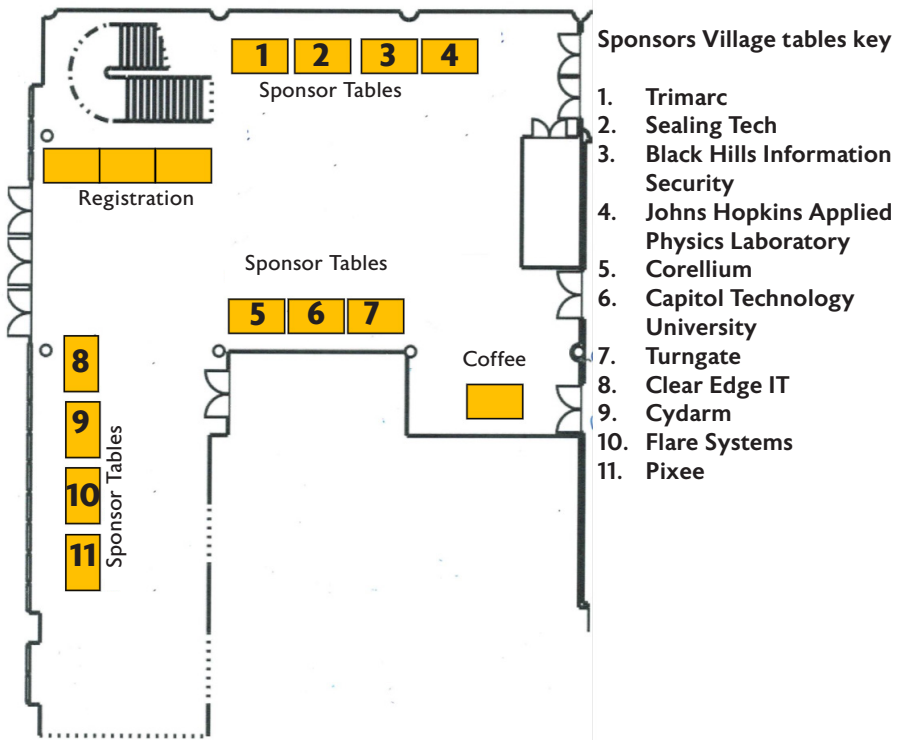 1 2 3 4
Sponsor Tables
Registration
Sponsor Tables
5 6 7
Coffee
8
9
10
11
Sponsor Tables
Sponsors Village tables key
1. Trimarc
2. Sealing Tech
3. Black Hills Information
Security
4. Johns Hopkins Applied
Physics Laboratory
5. Corellium
6. Capitol Technology
University
7. Turngate
8. Clear Edge IT
9. Cydarm
10. Flare Systems
11. Pixee